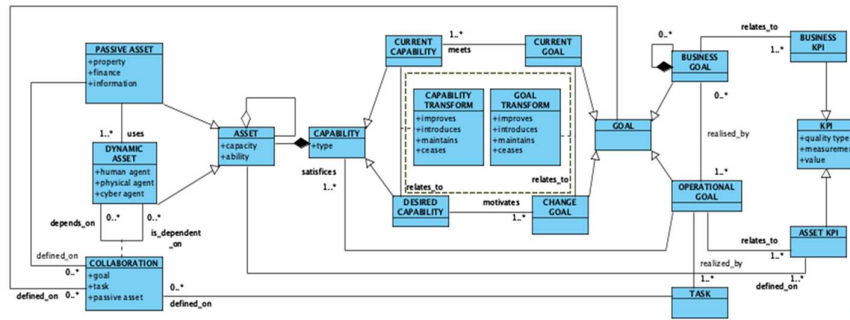 PASSIVE ASSET
+property
+finance
+information
1..*
uses
DYNAMIC
ASSET
+human agent
+physical agent
+cyber agent
depends_on
0..*
0..*
is_dependent
_on
defined_on
0..*
defined_on
0..*
COLLABORATION
+goal
+task
+passive asset
0..*
defined_on
ASSET
+capacity
+ability
CAPABILITY
+type
satisfices
1..*
CURRENT
CAPABILITY
1..*
meets
CURRENT
GOAL
CAPABILITY
TRANSFORM
+improves
+introduces
+maintains
+ceases
GOAL
TRANSFORM
+improves
+introduces
+maintains
+ceases
relates_to
relates_to
DESIRED
CAPABILITY
motivates
1..*
CHANGE
GOAL
GOAL
0..*
BUSINESS
GOAL
0..*
relates_to
1..*
BUSINESS
KPI
realised_by
1..*
OPERATIONAL
GOAL
KPI
+quality type
+measurement
+value
relates_to
1..*
ASSET KPI
1..*
defined_on
realized_by
1..*
TASK